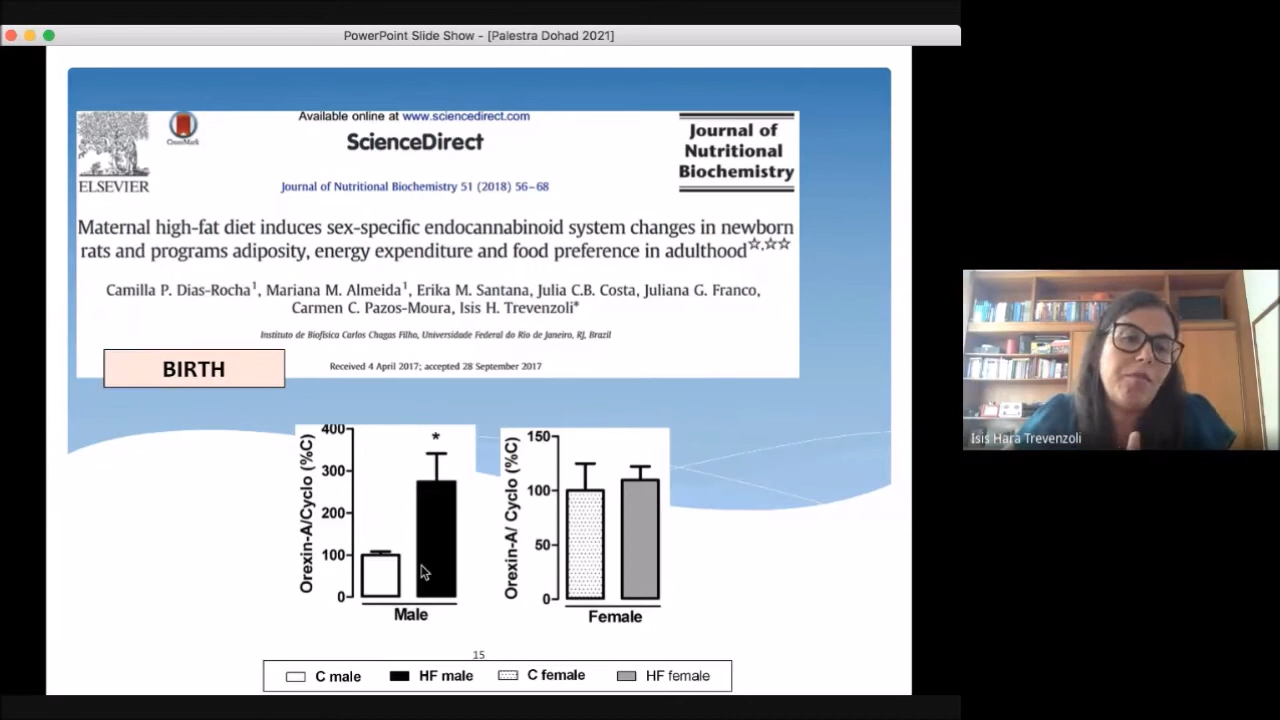 PowerPoint Slide Show - [Palestra Dohad 2021]
Available online at www.sciencedirect.com
CrossMark
ScienceDirect
ELSEVIER
Journal of
Nutritional
Biochemistry
Journal of Nutritional Biochemistry 51 (2018) 56–68
Maternal high-fat diet induces sex-specific endocannabinoid system changes in newborn
rats and programs adiposity, energy expenditure and food preference in adulthood☆,☆☆
Camilla P. Dias-Rocha¹, Mariana M. Almeida¹, Erika M. Santana, Julia C.B. Costa, Juliana G. Franco,
Carmen C. Pazos-Moura, Isis H. Trevenzoli*
Instituto de Biofísica Carlos Chagas Filho, Universidade Federal do Rio de Janeiro, RJ, Brazil
Received 4 April 2017; accepted 28 September 2017
BIRTH
Orexin-A/Cyclo (%C)
400
300
200
100
0
*
Male
Orexin-A/ Cyclo (%C)
150
100
50
0
Female
15
C male
HF male
C female
HF female
Isis Hara Trevenzoli